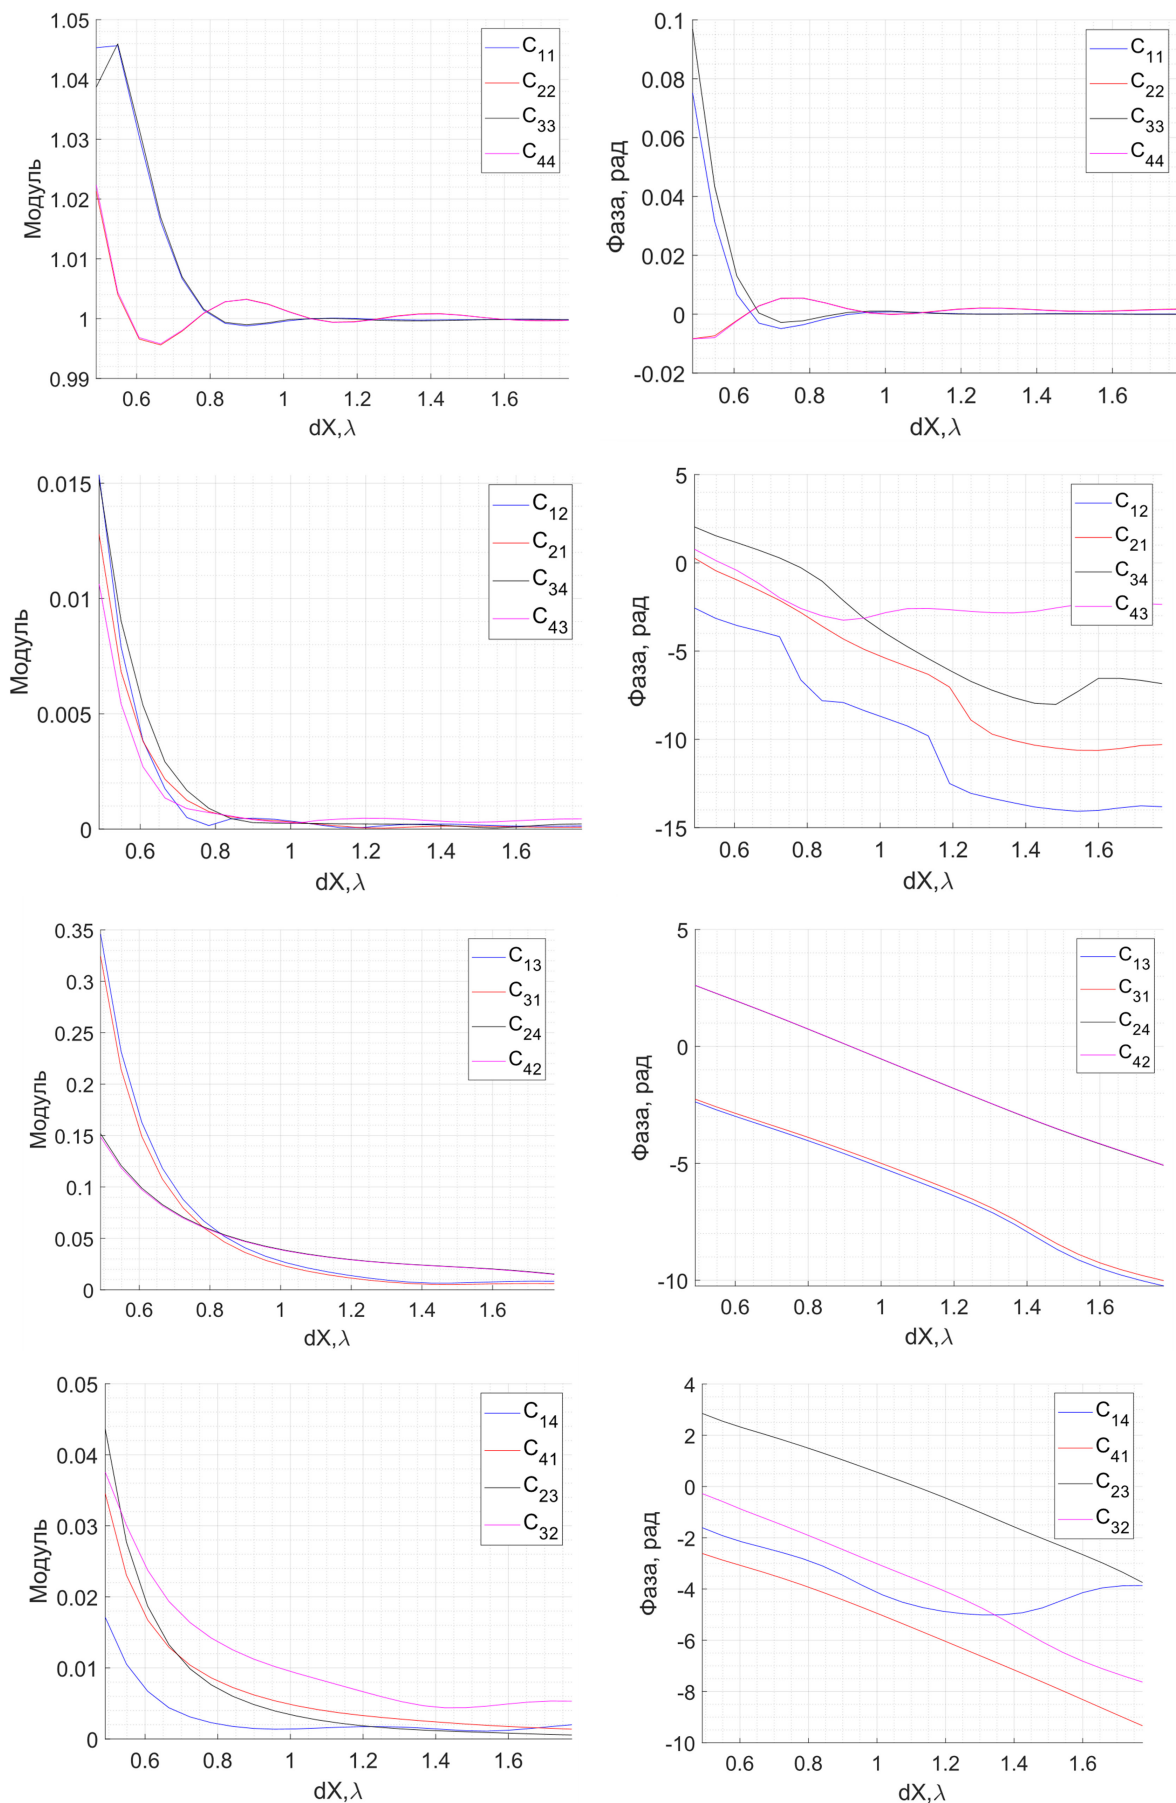 1.05
1.04
1.03
1.02
1.01
1
0.99
Модуль
0.6 0.8 1 1.2 1.4 1.6
dX,λ
C11
C22
C33
C44
0.1
0.08
0.06
0.04
0.02
0
-0.02
Фаза, рад
0.6 0.8 1 1.2 1.4 1.6
dX,λ
C11
C22
C33
C44
0.015
0.01
0.005
0
Модуль
0.6 0.8 1 1.2 1.4 1.6
dX,λ
C12
C21
C34
C43
5
0
-5
-10
-15
Фаза, рад
0.6 0.8 1 1.2 1.4 1.6
dX,λ
C12
C21
C34
C43
0.35
0.3
0.25
0.2
0.15
0.1
0.05
0
Модуль
0.6 0.8 1 1.2 1.4 1.6
dX,λ
C13
C31
C24
C42
5
0
-5
-10
Фаза, рад
0.6 0.8 1 1.2 1.4 1.6
dX,λ
C13
C31
C24
C42
0.05
0.04
0.03
0.02
0.01
0
Модуль
0.6 0.8 1 1.2 1.4 1.6
dX,λ
C14
C41
C23
C32
4
2
0
-2
-4
-6
-8
-10
Фаза, рад
0.6 0.8 1 1.2 1.4 1.6
dX,λ
C14
C41
C23
C32